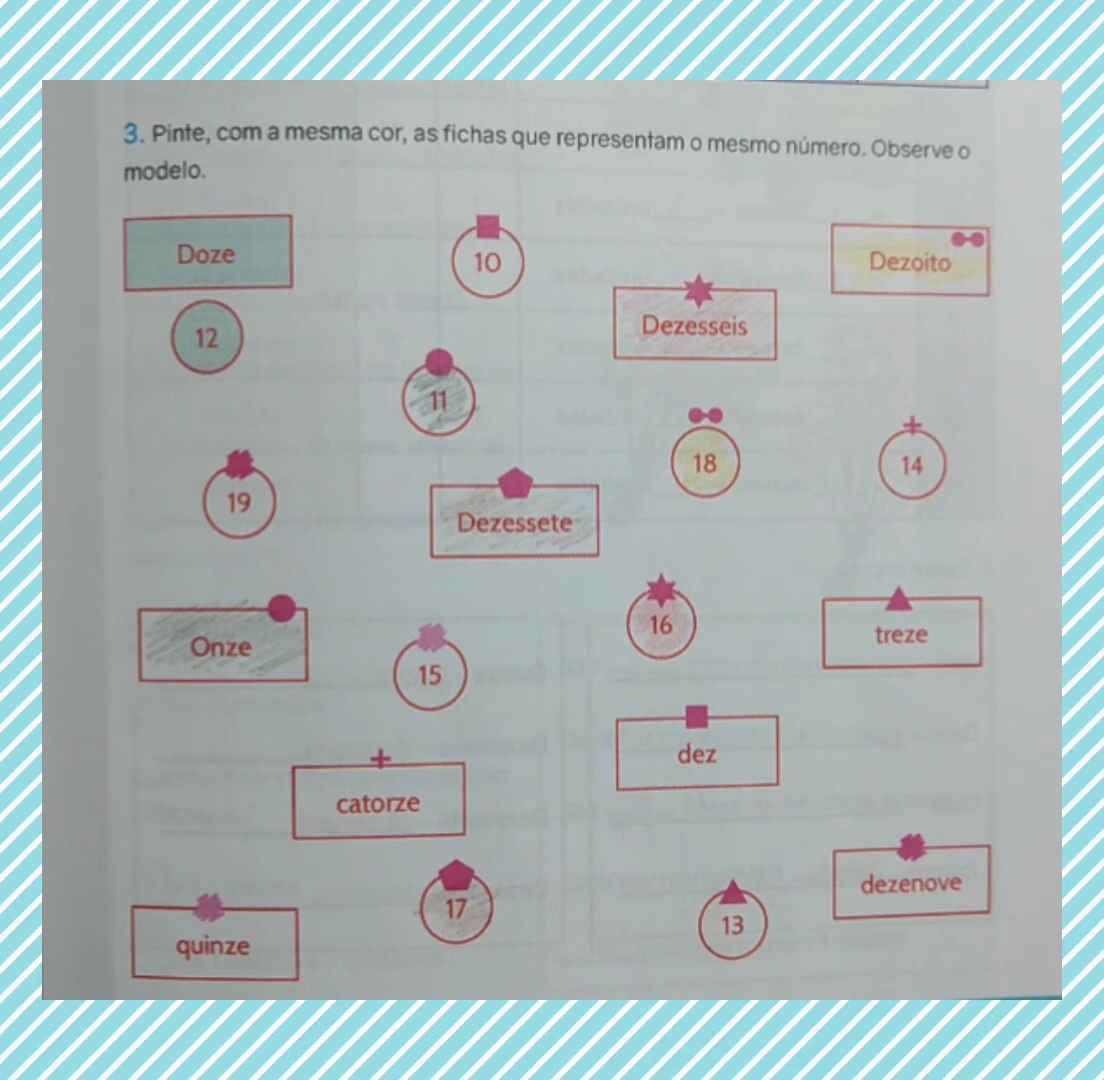 3. Pinte, com a mesma cor, as fichas que representam o mesmo número. Observe o
modelo.
Doze
10
Dezoito
12
Dezesseis
11
18
14
19
Dezessete
16
treze
Onze
15
dez
catorze
dezenove
17
13
quinze